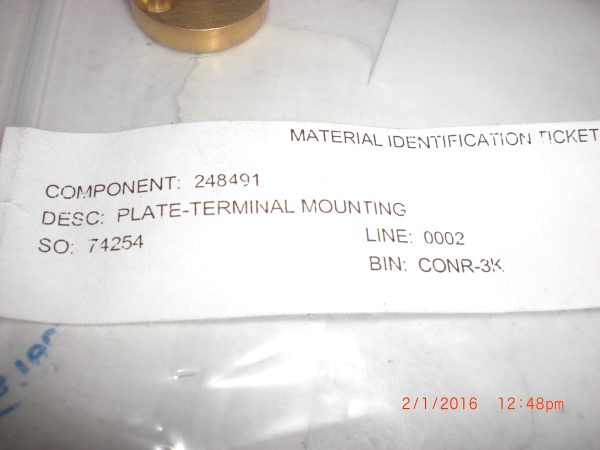 MATERIAL IDENTIFICATION TICKET
COMPONENT: 248491
DESC: PLATE-TERMINAL MOUNTING
SO: 74254
LINE: 0002
BIN: CONR-3K
2/1/2016 12:48pm